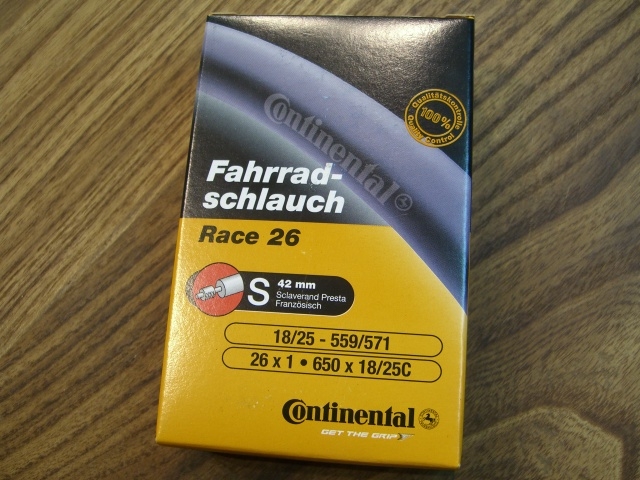 Continental
Qualitätskontrolle
100%
Quality Control
Fahrrad-
schlauch
Race 26
S 42 mm
Sclaverand Presta
Französisch
18/25 - 559/571
26 x 1 • 650 x 18/25C
Continental
GET THE GRIP